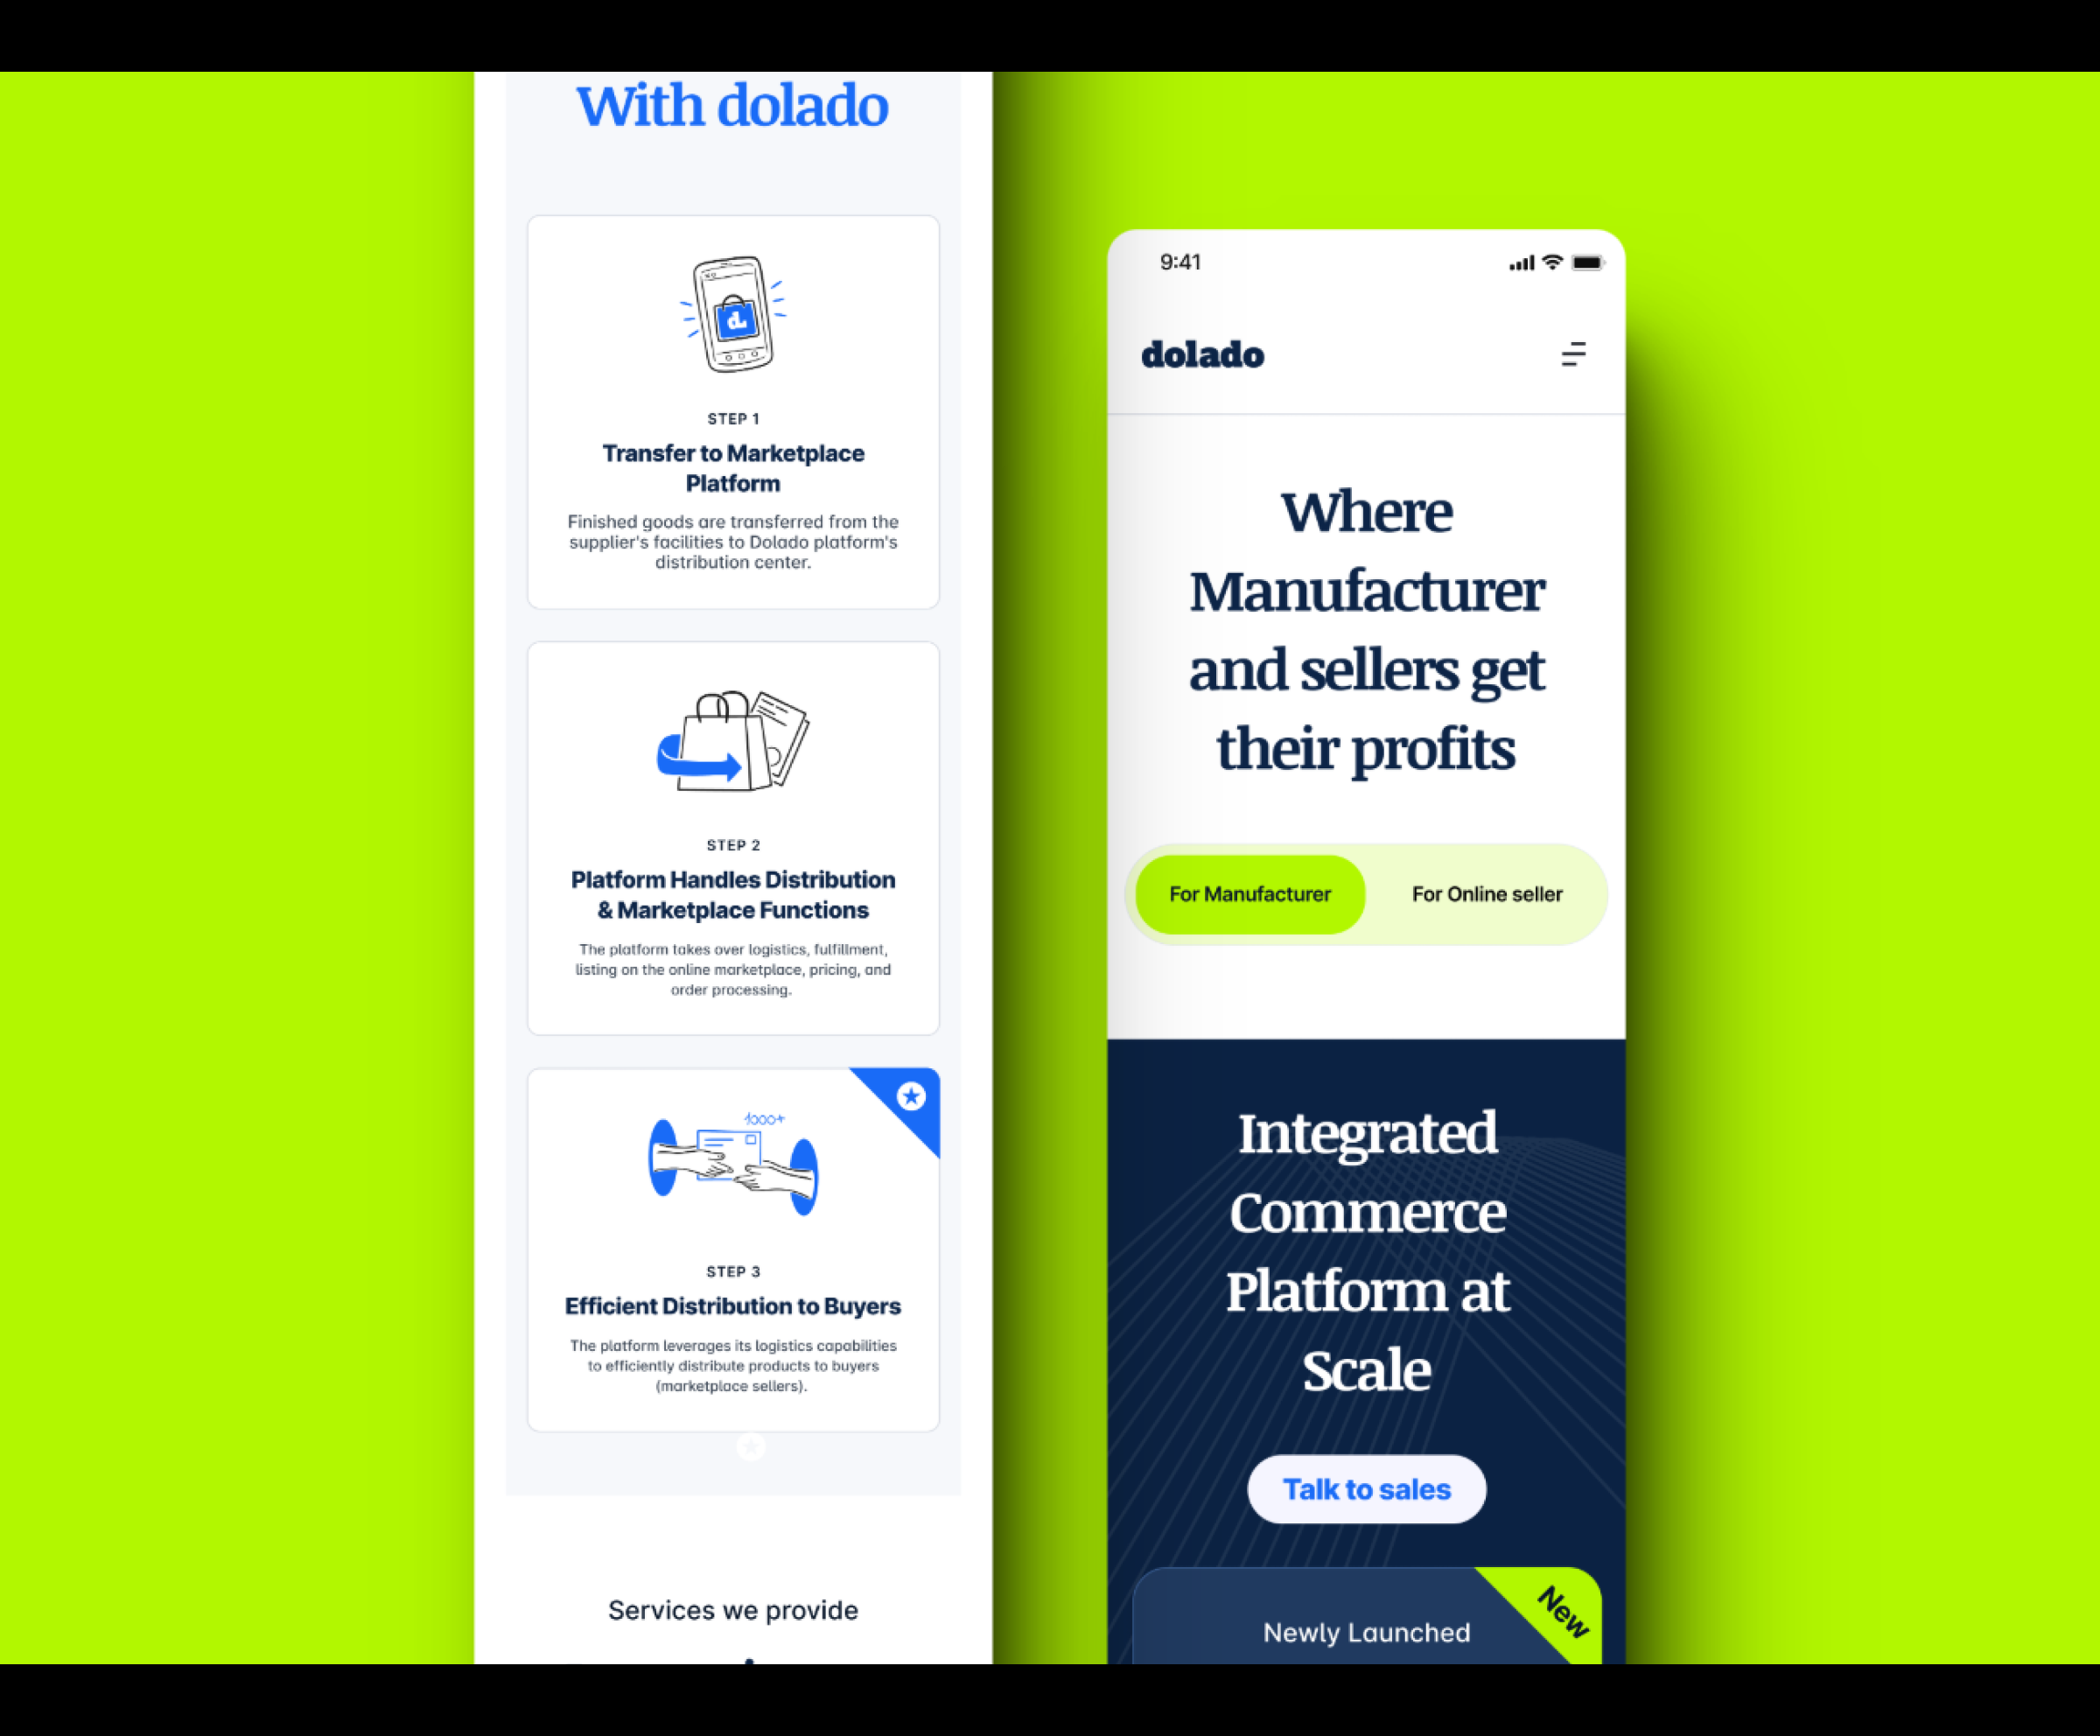 With dolado
d.
STEP 1
Transfer to Marketplace
Platform
Finished goods are transferred from the
supplier's facilities to Dolado platform's
distribution center.
STEP 2
Platform Handles Distribution
& Marketplace Functions
The platform takes over logistics, fulfillment,
listing on the online marketplace, pricing, and
order processing.
1000+
STEP 3
Efficient Distribution to Buyers
The platform leverages its logistics capabilities
to efficiently distribute products to buyers
(marketplace sellers).
Services we provide
9:41
dolado
Where
Manufacturer
and sellers get
their profits
For Manufacturer
For Online seller
Integrated
Commerce
Platform at
Scale
Talk to sales
New
Newly Launched